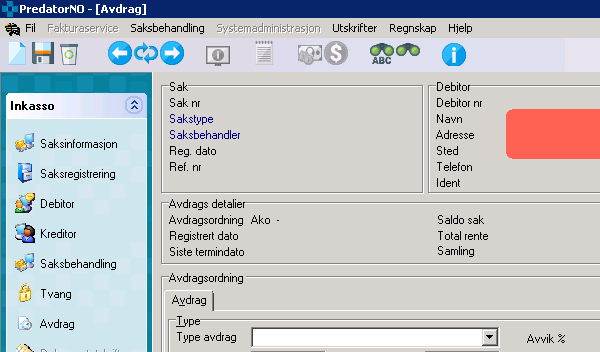 PredatorNO - [Avdrag]
Fil Fakturaservice Saksbehandling Systemadministrasjon Utskrifter Regnskap Hjelp
ABC
Inkasso
Saksinformasjon
Saksregistrering
Debitor
Kreditor
Saksbehandling
Tvang
Avdrag
Sak
Sak nr
Sakstype
Saksbehandler
Reg. dato
Ref. nr
Debitor
Debitor nr
Navn
Adresse
Sted
Telefon
Ident
Avdrags detalier
Avdragsordning Ako - Saldo sak
Registrert dato Total rente
Siste termindato Samling
Avdragsordning
Avdrag
Type
Type avdrag Avvik %